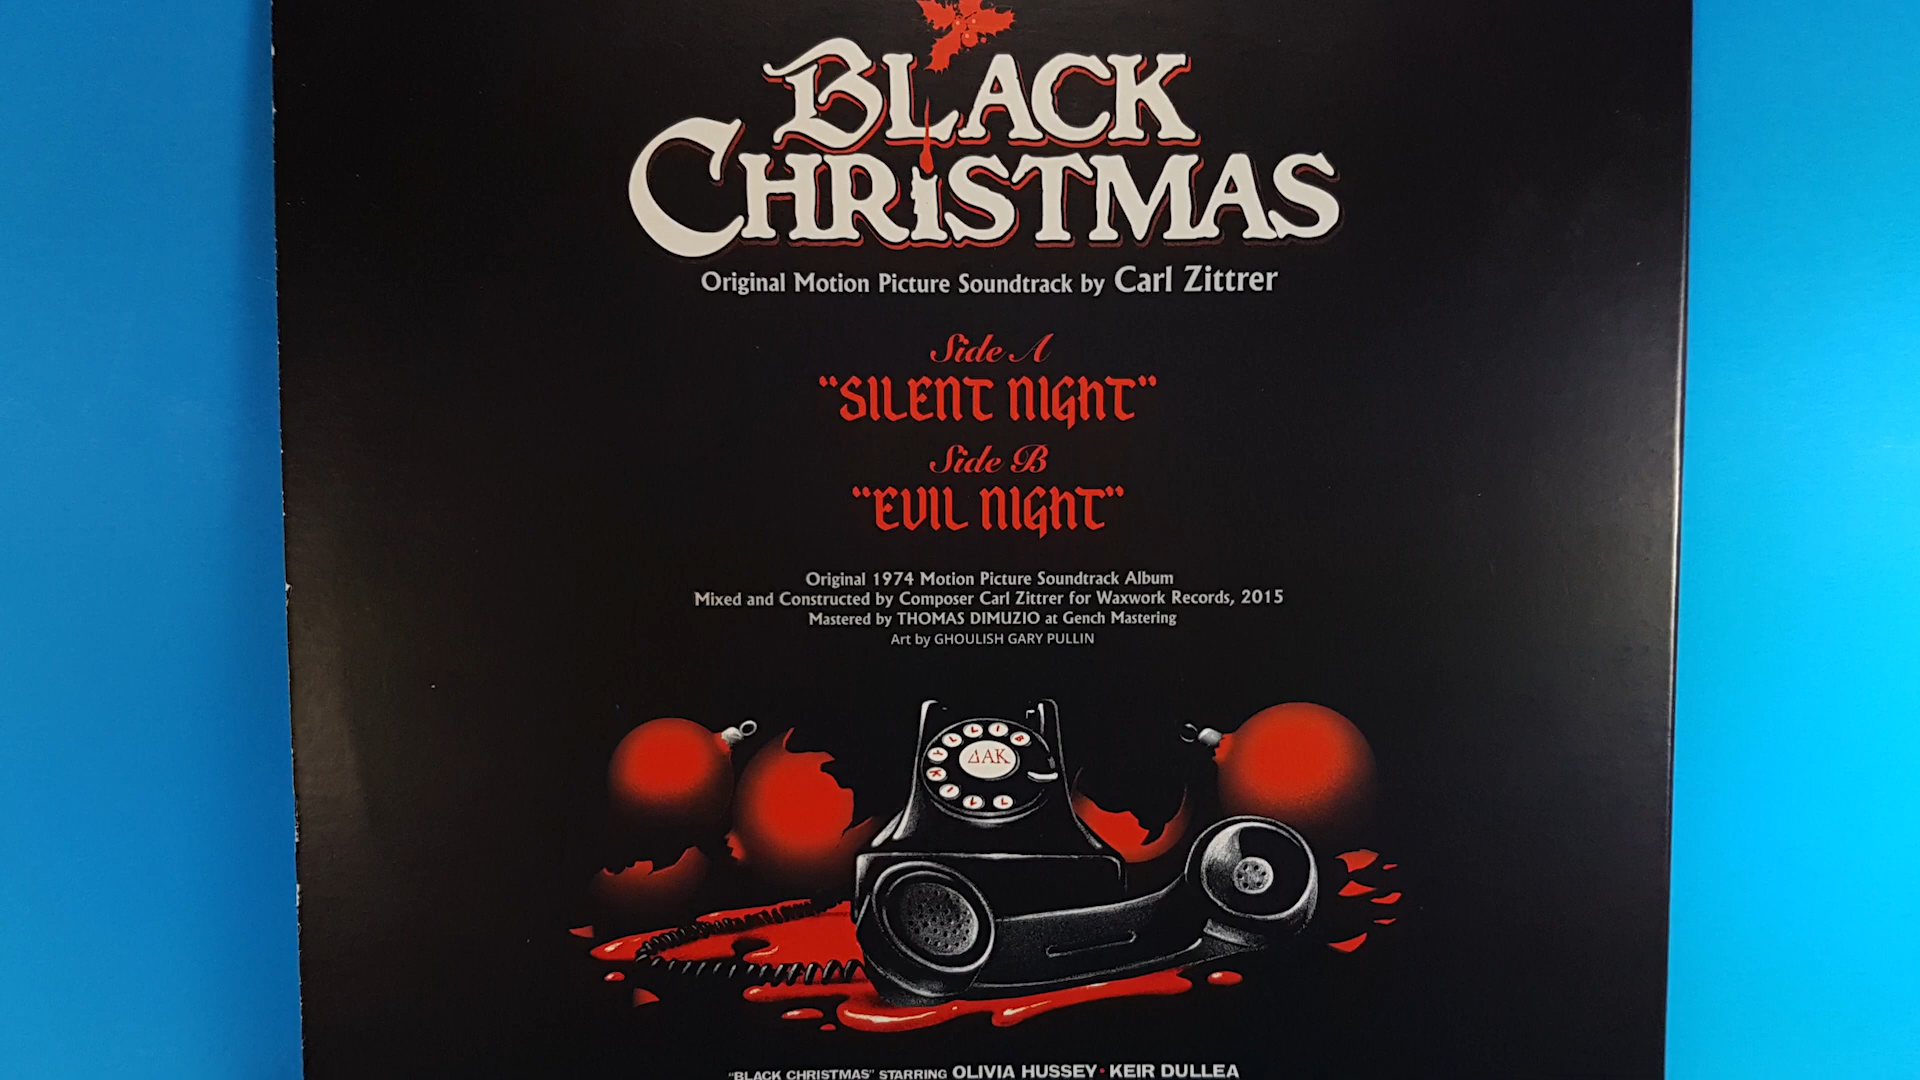 BLACK
CHRiSTMAS
Original Motion Picture Soundtrack by Carl Zittrer
Side A
"SILENT NIGHT"
Side B
"EVIL NIGHT"
Original 1974 Motion Picture Soundtrack Album
Mixed and Constructed by Composer Carl Zittrer for Waxwork Records, 2015
Mastered by THOMAS DIMUZIO at Gench Mastering
Art by GHOULISH GARY PULLIN
BILLY KILL
ΔAK
"BLACK CHRISTMAS" STARRING OLIVIA HUSSEY • KEIR DULLEA